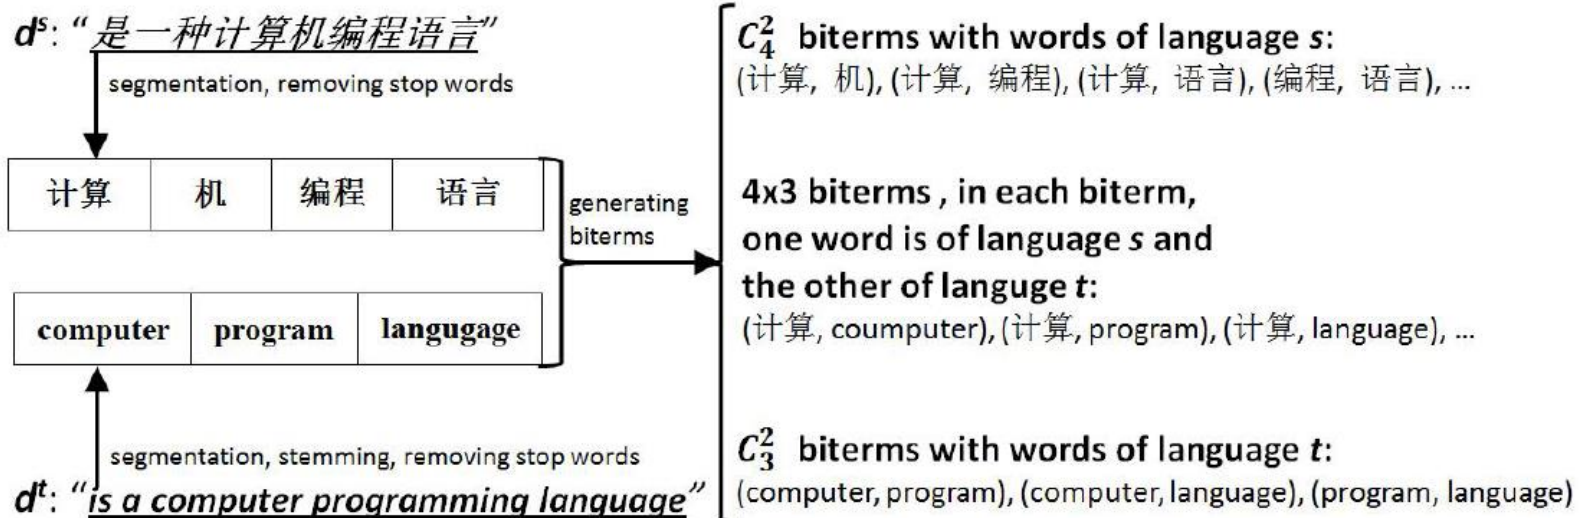 dˢ: “是一种计算机编程语言”
segmentation, removing stop words
计算 机 编程 语言
generating
biterms
computer program langugage
segmentation, stemming, removing stop words
dᵗ: “is a computer programming language”
C₄² biterms with words of language s:
(计算, 机), (计算, 编程), (计算, 语言), (编程, 语言), ...
4x3 biterms , in each biterm,
one word is of language s and
the other of languge t:
(计算, coumputer), (计算, program), (计算, language), ...
C₃² biterms with words of language t:
(computer, program), (computer, language), (program, language)